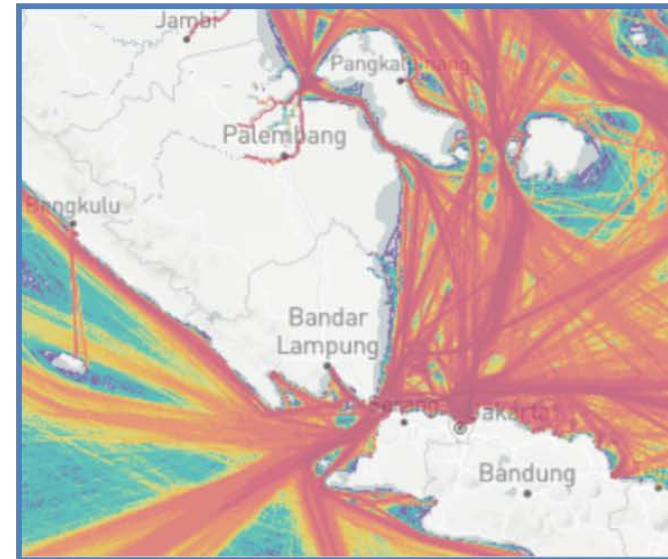 Jambi
Pangkalpinang
Palembang
Bengkulu
Bandar
Lampung
Serang
Jakarta
Bandung